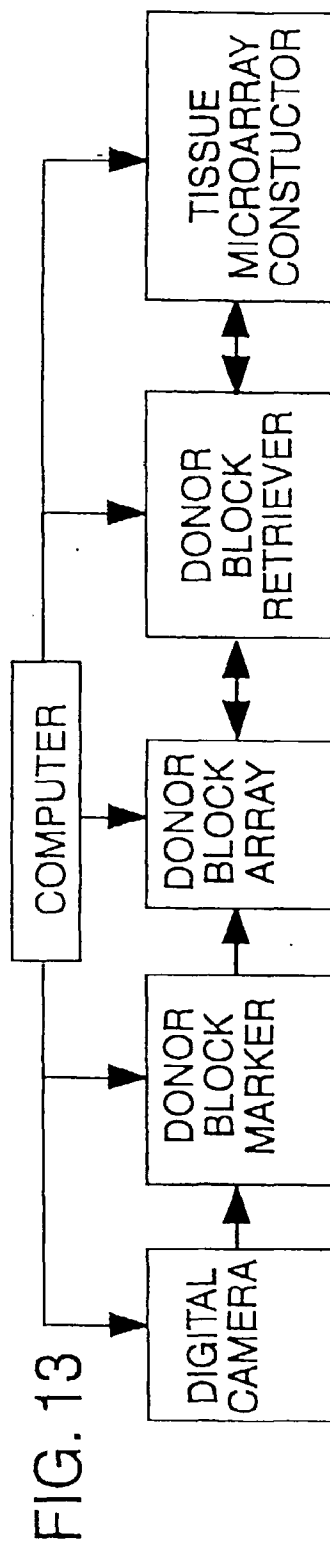 FIG. 13
COMPUTER
DIGITAL
CAMERA
DONOR
BLOCK
MARKER
DONOR
BLOCK
ARRAY
DONOR
BLOCK
RETRIEVER
TISSUE
MICROARRAY
CONSTUCTOR